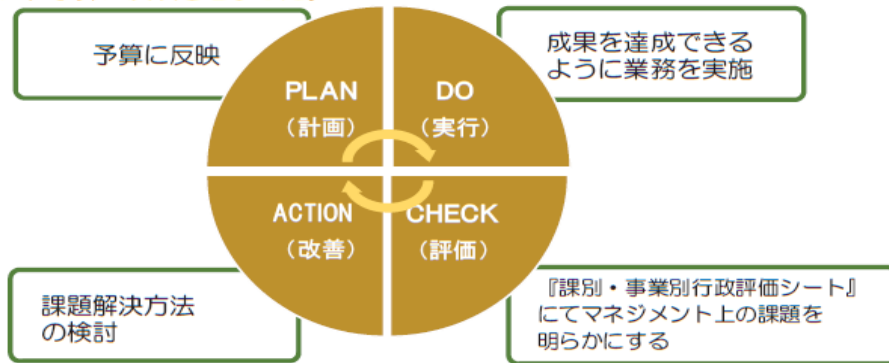 予算に反映
成果を達成できる
ように業務を実施
PLAN
(計画)
DO
(実行)
ACTION
(改善)
CHECK
(評価)
課題解決方法
の検討
『課別・事業別行政評価シート』
にてマネジメント上の課題を
明らかにする